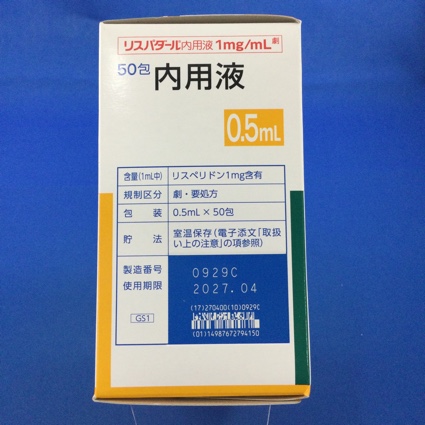 リスパダール内用液1mg/mL 劇
50包 内用液
0.5mL
含量(1mL中) リスペリドン1mg含有
規制区分 劇・要処方
包装 0.5mL×50包
貯法 室温保存(電子添文「取扱
い上の注意」の項参照)
製造番号 0929C
使用期限 2027.04
(17)270400(10)0929C
GS1
(01)14987672794150